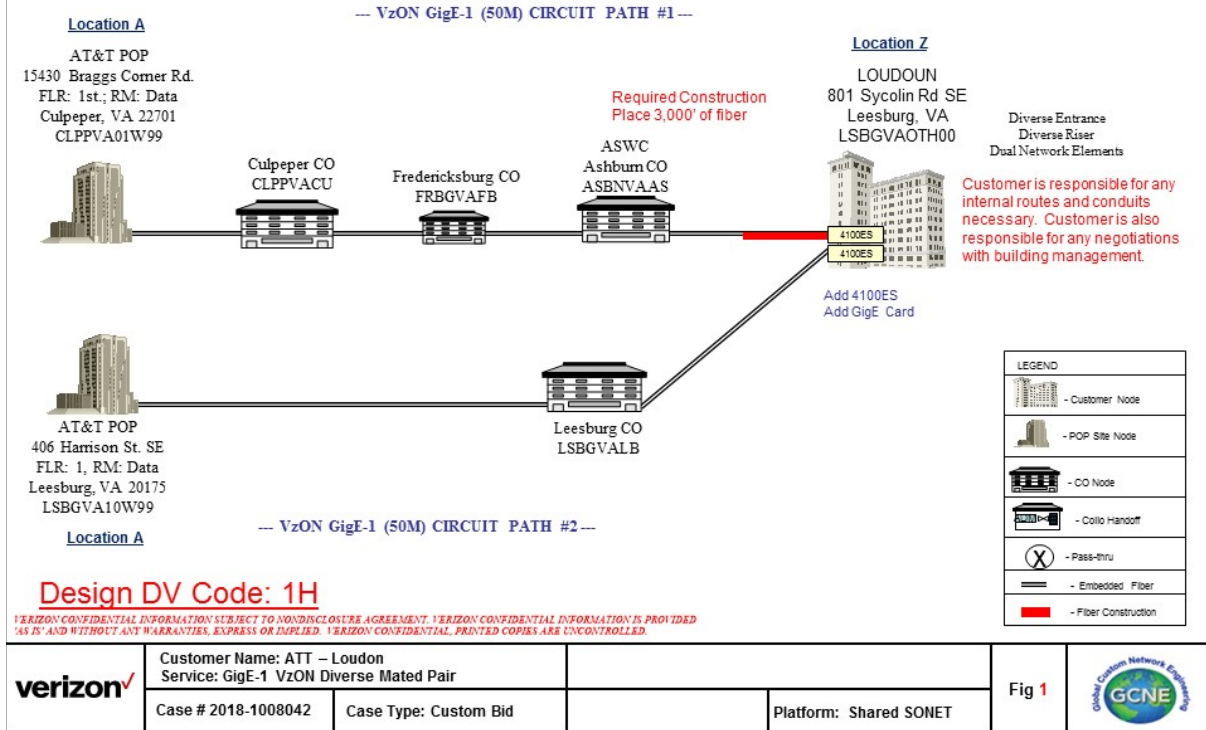 --- VzON GigE-1 (50M) CIRCUIT PATH #1 ---
Location A
AT&T POP
15430 Braggs Corner Rd.
FLR: 1st.; RM: Data
Culpeper, VA 22701
CLPPVA01W99
Culpeper CO
CLPPVACU
Fredericksburg CO
FRBGVAFB
Required Construction
Place 3,000' of fiber
ASWC
Ashburn CO
ASBNVAAS
Location Z
LOUDOUN
801 Sycolin Rd SE
Leesburg, VA
LSBGVAOTH00
Diverse Entrance
Diverse Riser
Dual Network Elements
Customer is responsible for any
internal routes and conduits
necessary. Customer is also
responsible for any negotiations
with building management.
4100ES
4100ES
Add 4100ES
Add GigE Card
AT&T POP
406 Harrison St. SE
FLR: 1, RM: Data
Leesburg, VA 20175
LSBGVA10W99
Location A
Leesburg CO
LSBGVALB
--- VzON GigE-1 (50M) CIRCUIT PATH #2 ---
LEGEND
- Customer Node
- POP Site Node
- CO Node
- Collo Handoff
X
- Pass-thru
- Embedded Fiber
- Fiber Construction
Design DV Code: 1H
VERIZON CONFIDENTIAL INFORMATION SUBJECT TO NONDISCLOSURE AGREEMENT. VERIZON CONFIDENTIAL INFORMATION IS PROVIDED
'AS IS' AND WITHOUT ANY WARRANTIES, EXPRESS OR IMPLIED. VERIZON CONFIDENTIAL, PRINTED COPIES ARE UNCONTROLLED.
verizon
Customer Name: ATT – Loudon
Service: GigE-1 VzON Diverse Mated Pair
Case # 2018-1008042
Case Type: Custom Bid
Platform: Shared SONET
Fig 1
Global Custom Network Engineering
GCNE